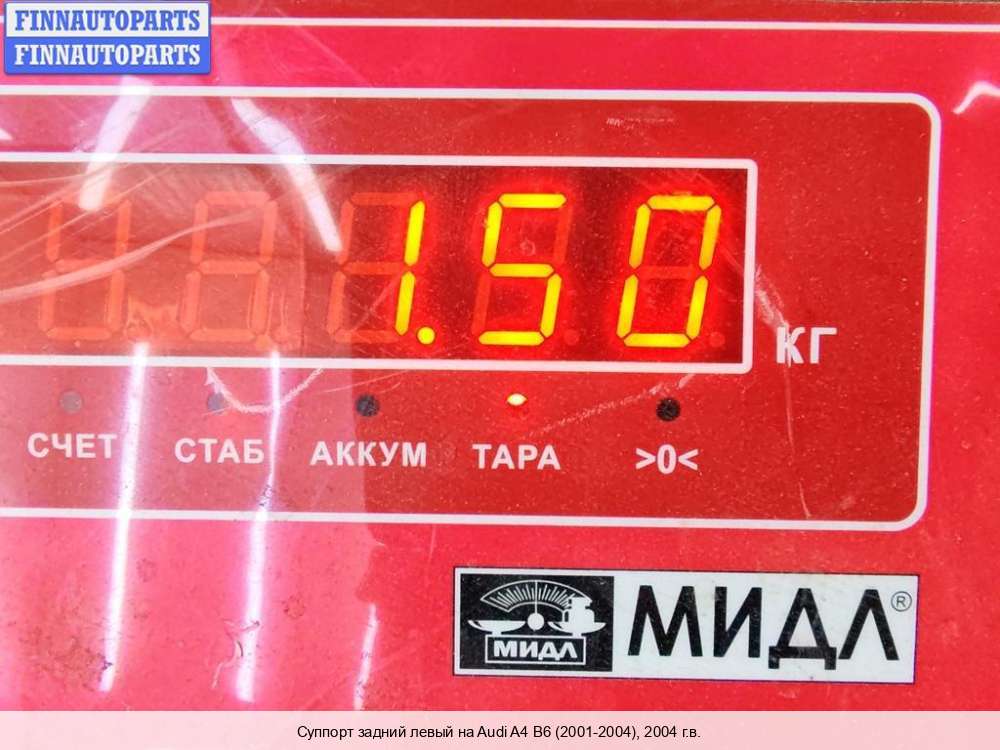 FINNAUTOPARTS
FINNAUTOPARTS
1.50
КГ
СЧЕТ СТАБ АККУМ ТАРА >0<
МИДЛ МИДЛ®
Суппорт задний левый на Audi A4 B6 (2001-2004), 2004 г.в.